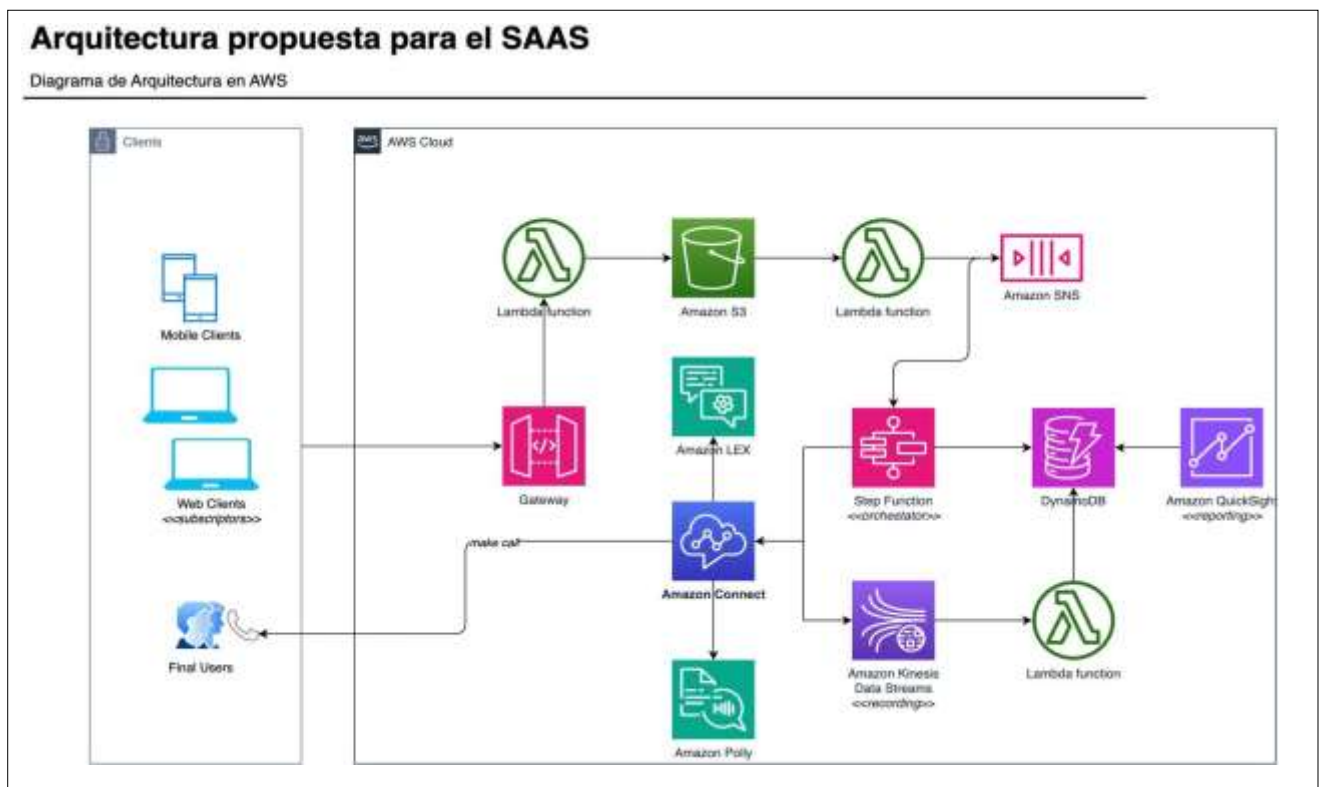 Arquitectura propuesta para el SAAS
Diagrama de Arquitectura en AWS
Clients
aws
AWS Cloud
Mobile Clients
Web Clients
<<subscriptors>>
Final Users
Lambda function
Amazon S3
Lambda function
Amazon SNS
Amazon LEX
Gateway
Step Function
<<orchestator>>
DynamoDB
Amazon QuickSight
<<reporting>>
make call
Amazon Connect
Amazon Kinesis
Data Streams
<<recording>>
Lambda function
Amazon Polly